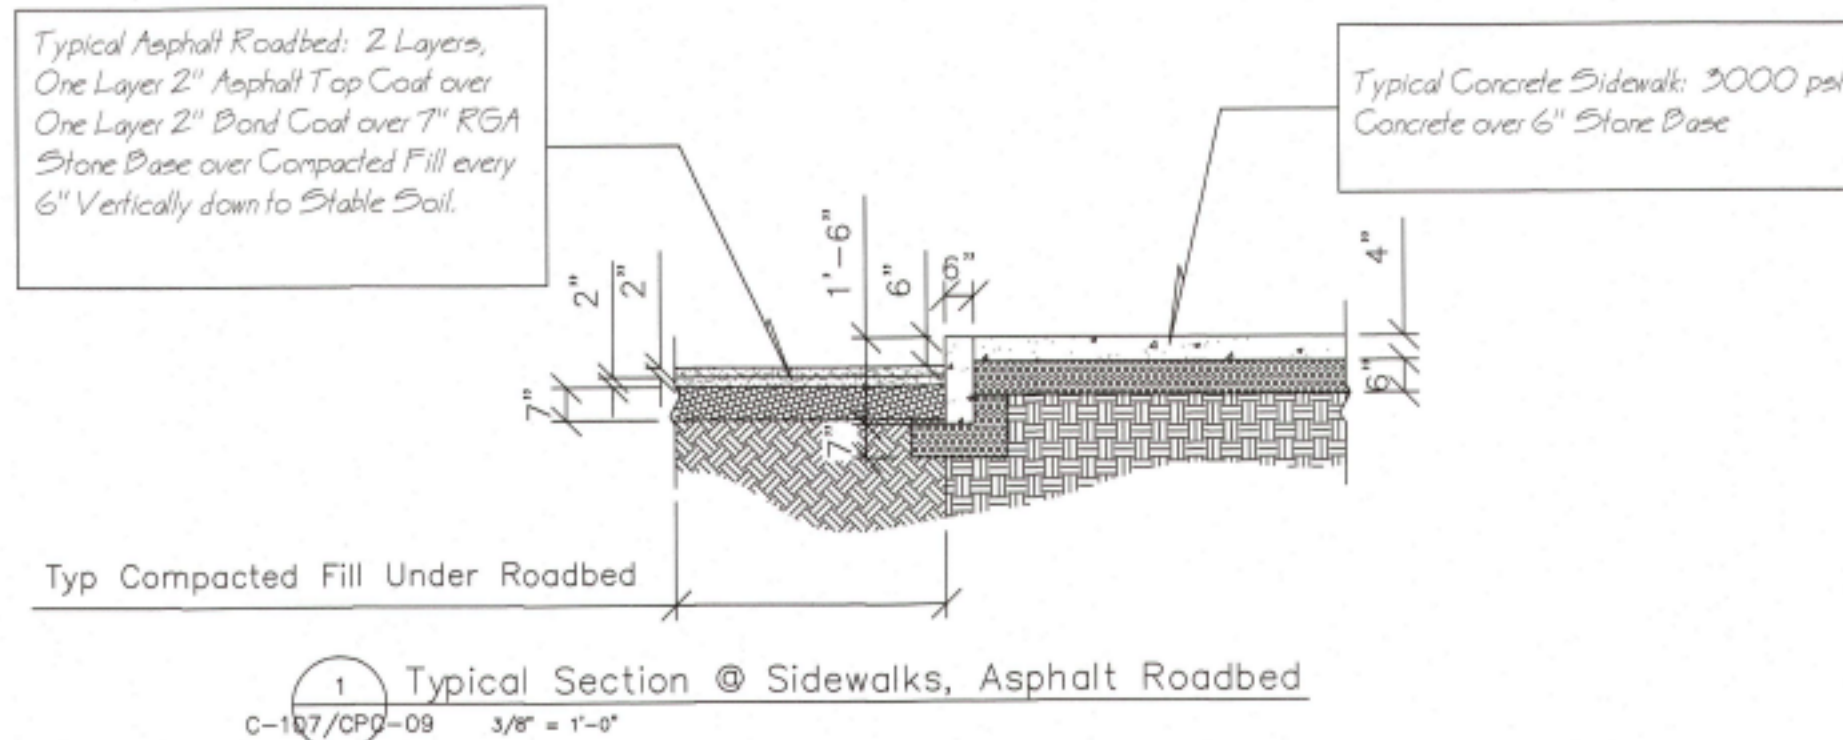 Typical Asphalt Roadbed: 2 Layers,
One Layer 2" Asphalt Top Coat over
One Layer 2" Bond Coat over 7" RGA
Stone Base over Compacted Fill every
6" Vertically down to Stable Soil.
Typical Concrete Sidewalk: 3000 psi
Concrete over 6" Stone Base
2"
2"
7"
1'-6"
6"
6"
7"
4"
6"
Typ Compacted Fill Under Roadbed
1
Typical Section @ Sidewalks, Asphalt Roadbed
C-107/CPD-09
3/8" = 1'-0"